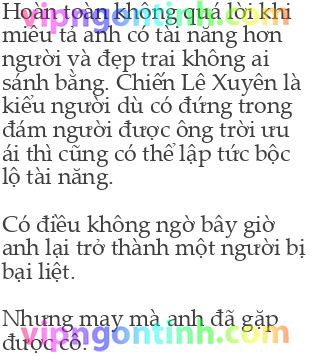 Hoàn toàn không quá lời khi
miêu tả anh có tài năng hơn
người và đẹp trai không ai
sánh bằng. Chiến Lê Xuyên là
kiểu người dù có đứng trong
đám người được ông trời ưu
ái thì cũng có thể lập tức bộc
lộ tài năng.
Có điều không ngờ bây giờ
anh lại trở thành một người bị
bại liệt.
Nhưng may mà anh đã gặp
được cô.
vipngontinh.com
vipngontinh.com
vipngontinh.com